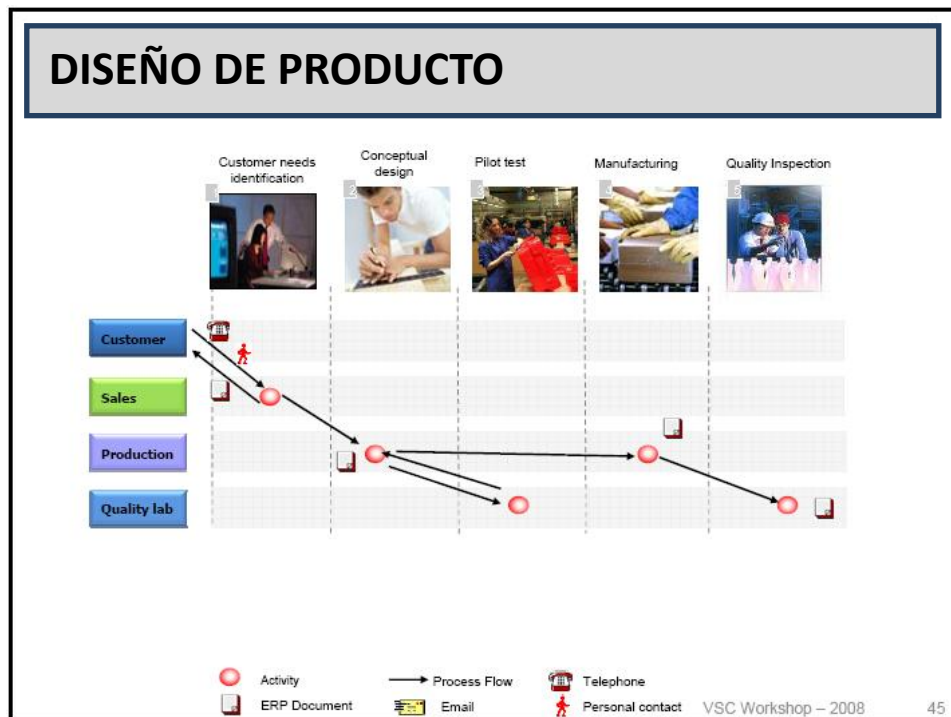 DISEÑO DE PRODUCTO
Customer needs
identification
Conceptual
design
Pilot test
Manufacturing
Quality Inspection
1
2
3
4
5
Customer
Sales
Production
Quality lab
Activity
Process Flow
Telephone
ERP Document
Email
Personal contact
VSC Workshop – 2008
45